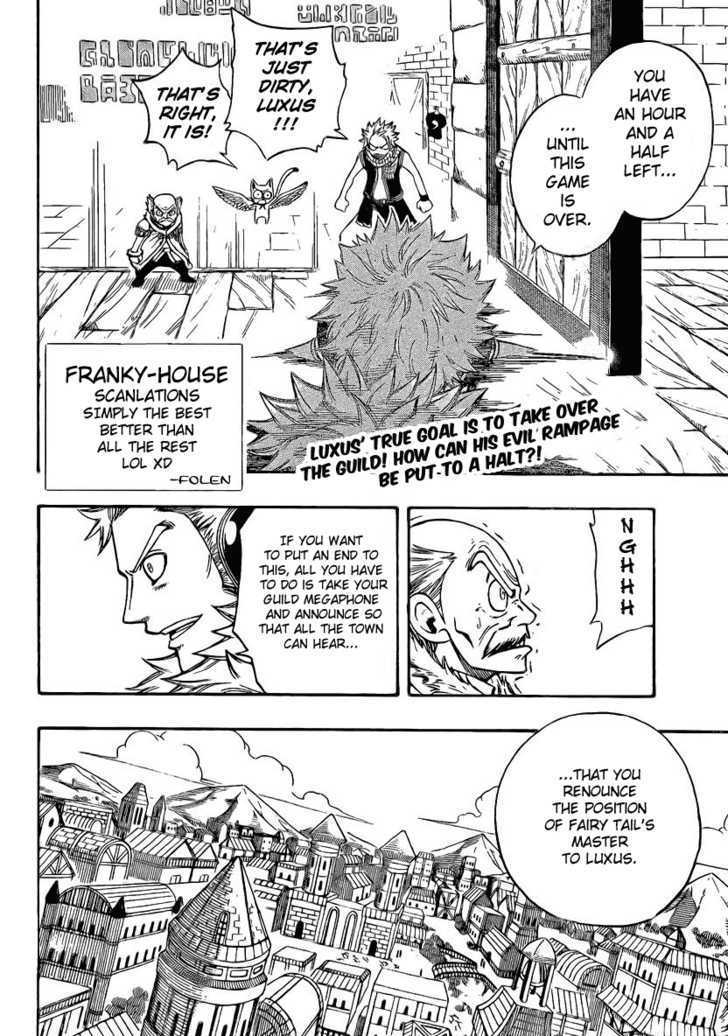 YOU
HAVE
AN HOUR
AND A
HALF
LEFT...
...
UNTIL
THIS
GAME
IS
OVER.
THAT'S
JUST
DIRTY,
LUXUS
!!!
THAT'S
RIGHT,
IT IS!
FRANKY-HOUSE
SCANLATIONS
SIMPLY THE BEST
BETTER THAN
ALL THE REST
LOL XD
-FOLEN
LUXUS' TRUE GOAL IS TO TAKE OVER
THE GUILD! HOW CAN HIS EVIL RAMPAGE
BE PUT TO A HALT?!
NGHHH
IF YOU WANT
TO PUT AN END TO
THIS, ALL YOU HAVE
TO DO IS TAKE YOUR
GUILD MEGAPHONE
AND ANNOUNCE SO
THAT ALL THE TOWN
CAN HEAR...
...THAT YOU
RENOUNCE
THE POSITION
OF FAIRY TAIL'S
MASTER
TO LUXUS.